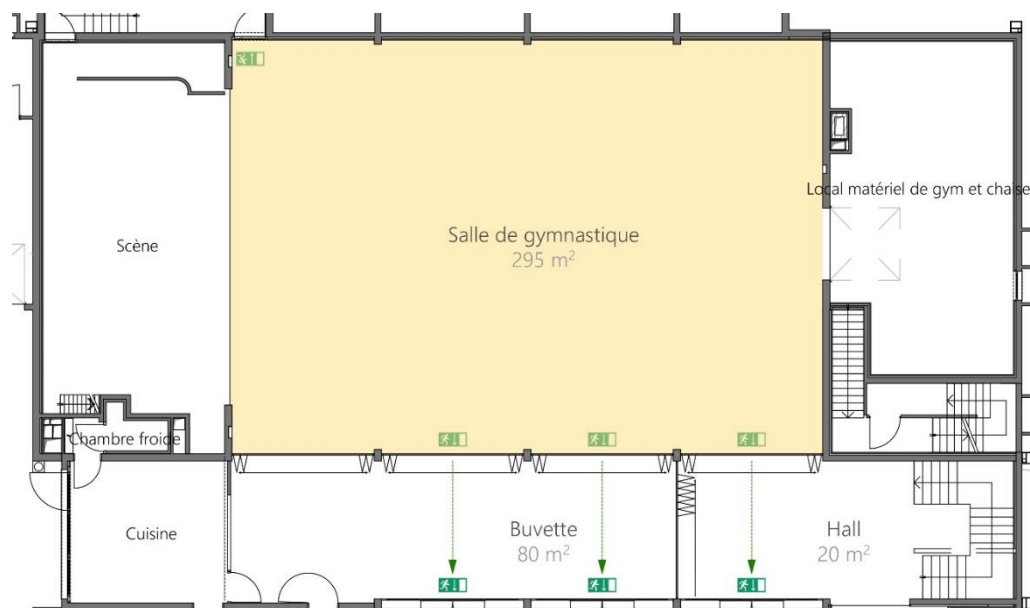 Scène
Salle de gymnastique
295 m²
Local matériel de gym et chaise
Chambre froide
Cuisine
Buvette
80 m²
Hall
20 m²